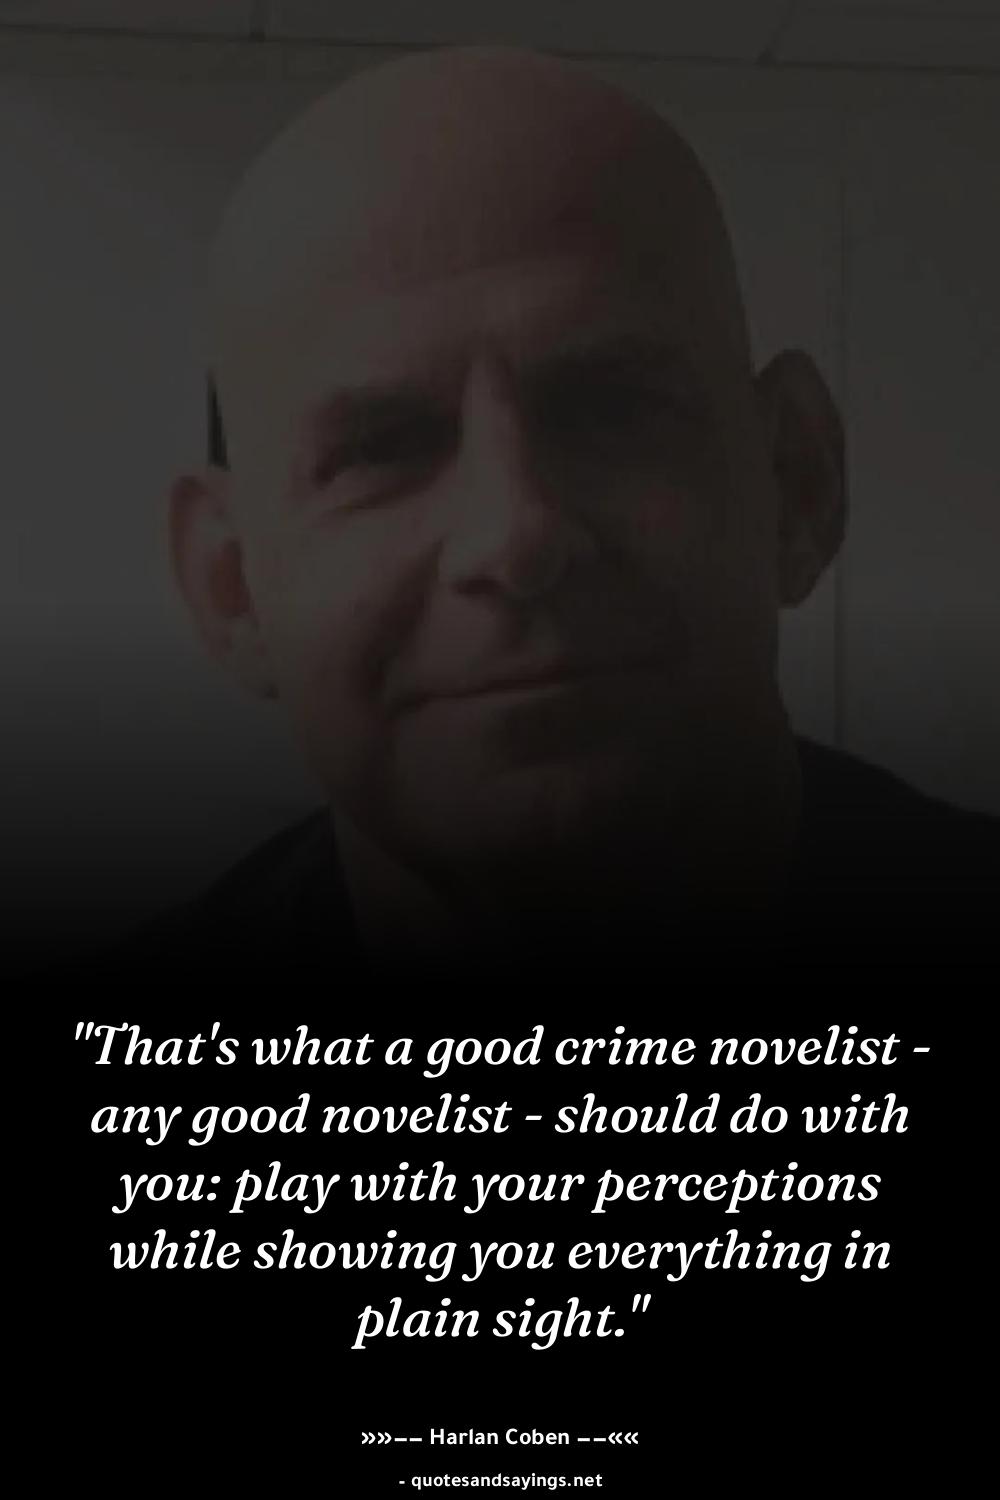 "That's what a good crime novelist -
any good novelist - should do with
you: play with your perceptions
while showing you everything in
plain sight."
»»–– Harlan Coben ––««
- quotesandsayings.net